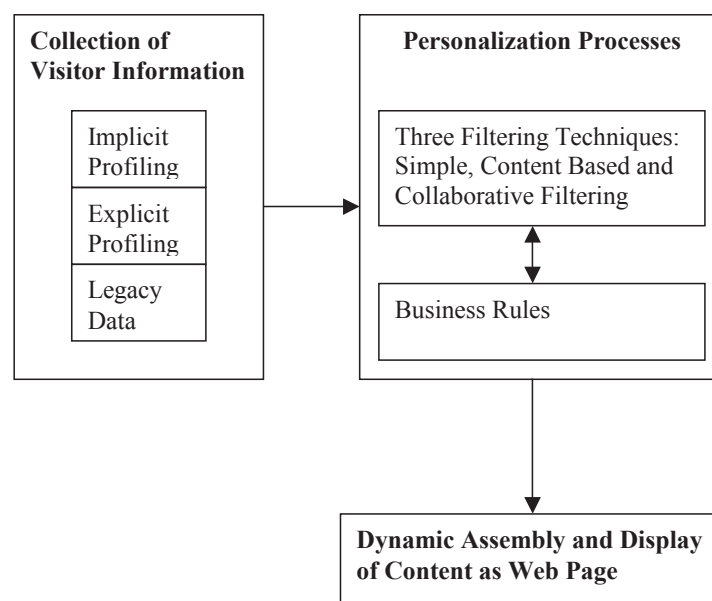 Collection of
Visitor Information
Implicit
Profiling
Explicit
Profiling
Legacy
Data
Personalization Processes
Three Filtering Techniques:
Simple, Content Based and
Collaborative Filtering
Business Rules
Dynamic Assembly and Display
of Content as Web Page